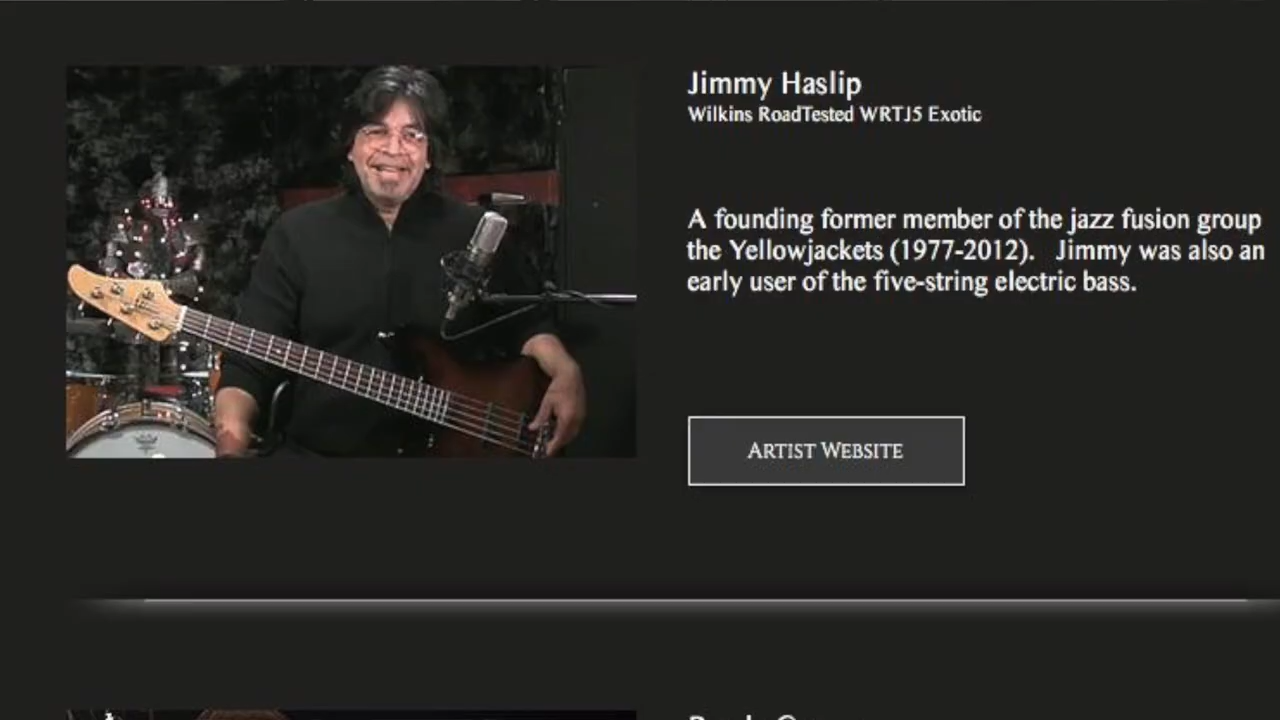 Jimmy Haslip
Wilkins RoadTested WRTJ5 Exotic
A founding former member of the jazz fusion group
the Yellowjackets (1977-2012).   Jimmy was also an
early user of the five-string electric bass.
ARTIST WEBSITE